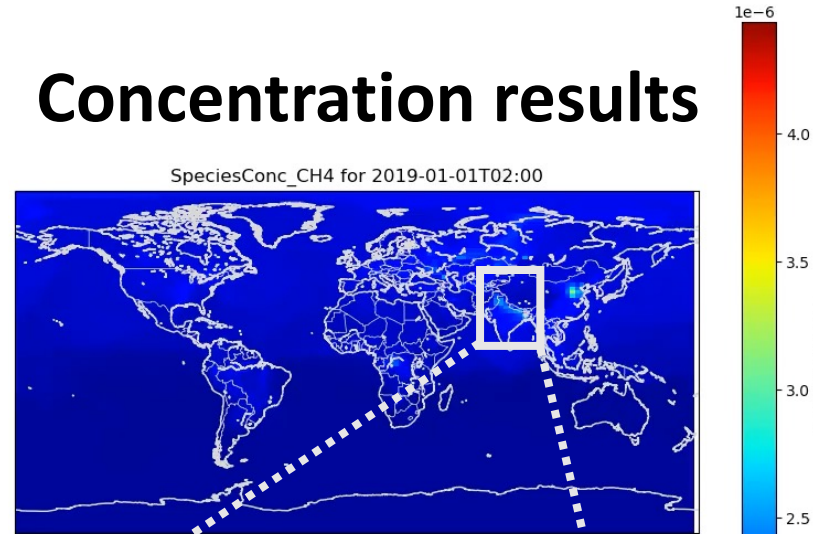 1e−6
Concentration results
4.0
SpeciesConc_CH4 for 2019-01-01T02:00
3.5
3.0
2.5